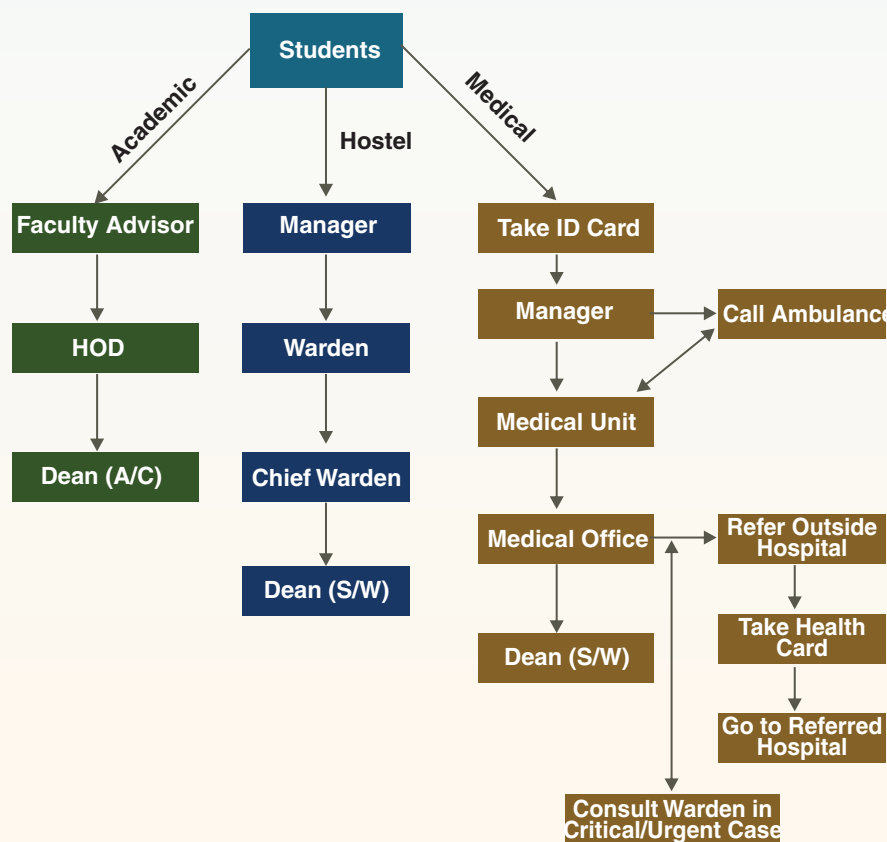 Students
Academic
Hostel
Medical
Faculty Advisor
HOD
Dean (A/C)
Manager
Warden
Chief Warden
Dean (S/W)
Take ID Card
Manager
Call Ambulance
Medical Unit
Medical Office
Refer Outside
Hospital
Dean (S/W)
Take Health
Card
Go to Referred
Hospital
Consult Warden in
Critical/Urgent Case